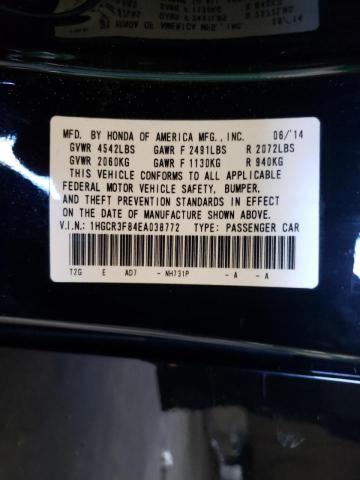 MFD. BY HONDA OF AMERICA MFG., INC. 06/'14
GVWR 4542LBS GAWR F 2491LBS R 2072LBS
GVWR 2060KG GAWR F 1130KG R 940KG
THIS VEHICLE CONFORMS TO ALL APPLICABLE
FEDERAL MOTOR VEHICLE SAFETY, BUMPER,
AND THEFT PREVENTION STANDARDS IN EFFECT
ON THE DATE OF MANUFACTURE SHOWN ABOVE.
V.I.N.: 1HGCR3F84EA038772 TYPE: PASSENGER CAR
T2G E AD7 - NH731P - A - A